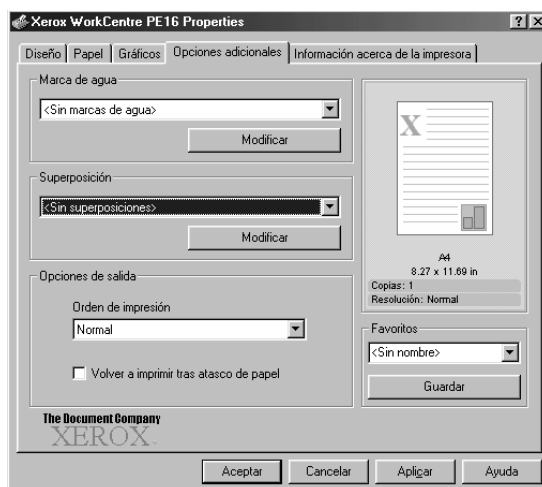 Xerox WorkCentre PE16 Properties
Diseño Papel Gráficos Opciones adicionales Información acerca de la impresora
Marca de agua
<Sin marcas de agua>
Modificar
Superposición
<Sin superposiciones>
Modificar
Opciones de salida
Orden de impresión
Normal
Volver a imprimir tras atasco de papel
X
A4
8.27 x 11.69 in
Copias: 1
Resolución: Normal
Favoritos
<Sin nombre>
Guardar
The Document Company
XEROX
Aceptar Cancelar Aplicar Ayuda